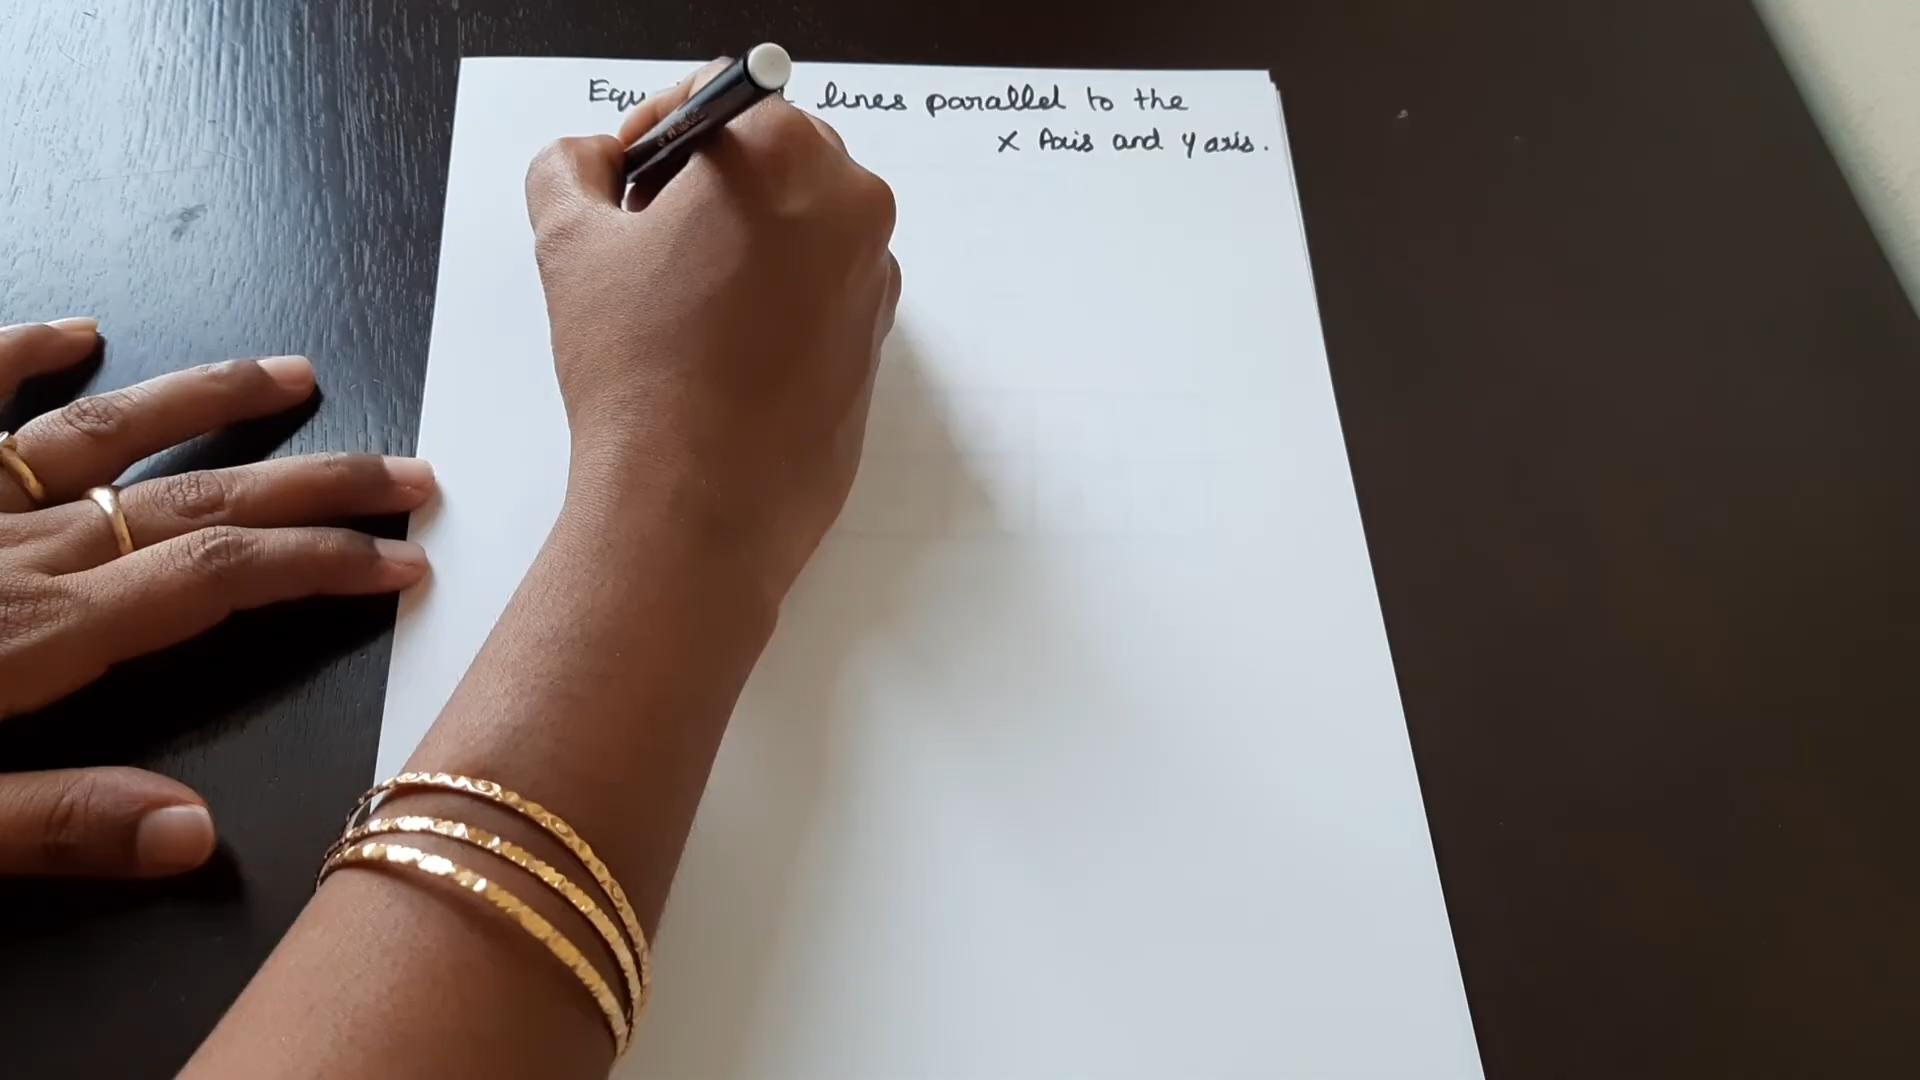 Equ lines parallel to the
X Axis and y axis.